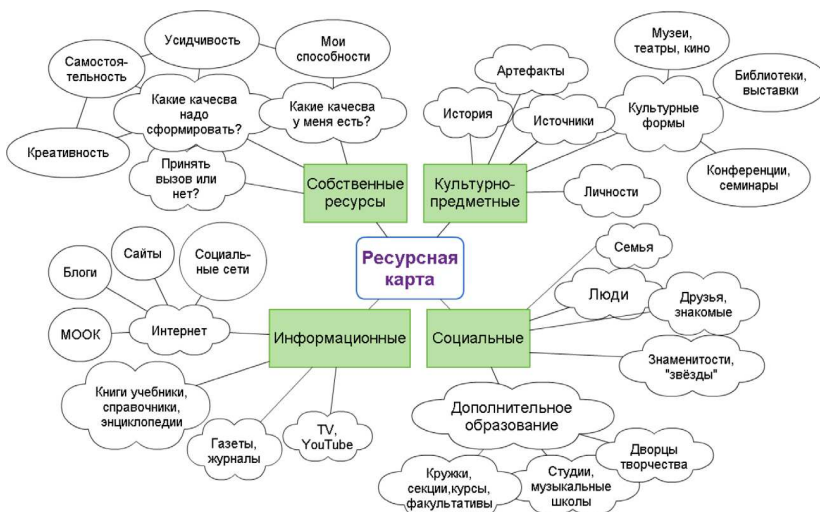 Усидчивость
Мои
способности
Самостоя-
тельность
Какие качесва
надо
сформировать?
Какие качесва
у меня есть?
Креативность
Принять
вызов или
нет?
Собственные
ресурсы
Артефакты
История
Источники
Музеи,
театры, кино
Библиотеки,
выставки
Культурные
формы
Конференции,
семинары
Культурно-
предметные
Личности
Ресурсная
карта
Блоги
Сайты
Социаль-
ные сети
МООК
Интернет
Информационные
Книги учебники,
справочники,
энциклопедии
Газеты,
журналы
TV,
YouTube
Социальные
Семья
Люди
Друзья,
знакомые
Знаменитости,
"звёзды"
Дополнительное
образование
Кружки,
секции,курсы,
факультативы
Студии,
музыкальные
школы
Дворцы
творчества